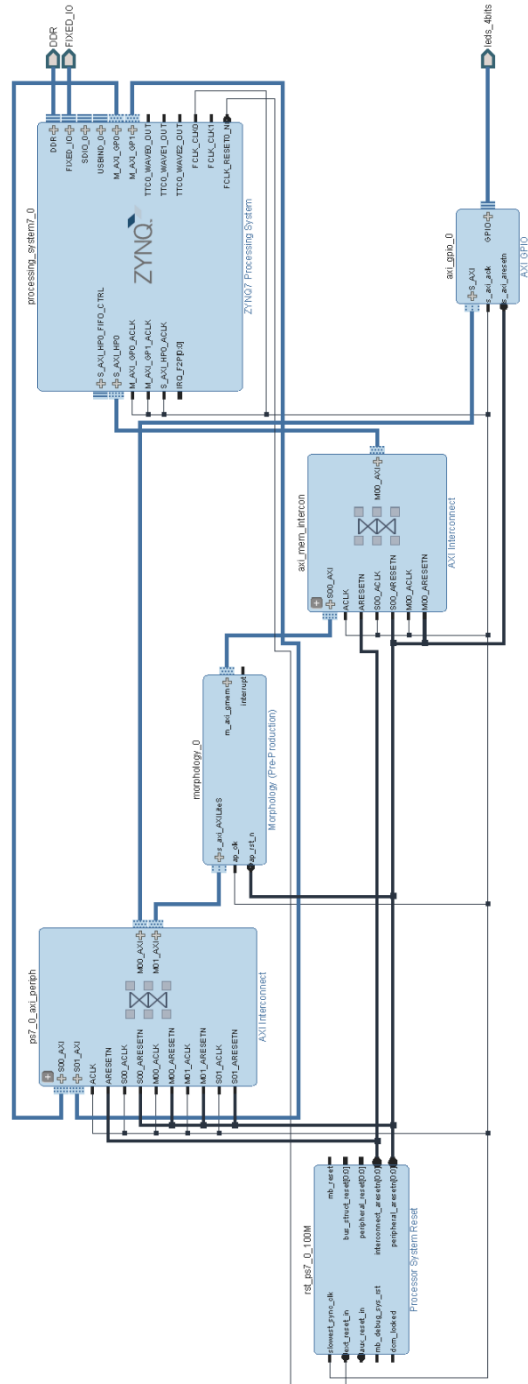 rst_ps7_0_100M
slowest_sync_clk
ext_reset_in
aux_reset_in
mb_debug_sys_rst
dcm_locked
mb_reset
bus_struct_reset[0:0]
peripheral_reset[0:0]
interconnect_aresetn[0:0]
peripheral_aresetn[0:0]
Processor System Reset
ps7_0_axi_periph
S00_AXI
S01_AXI
ACLK
ARESETN
S00_ACLK
S00_ARESETN
M00_ACLK
M00_ARESETN
M01_ACLK
M01_ARESETN
S01_ACLK
S01_ARESETN
M00_AXI
M01_AXI
AXI Interconnect
morphology_0
s_axi_AXILiteS
ap_clk
ap_rst_n
m_axi_gmem
interrupt
Morphology (Pre-Production)
axi_mem_intercon
S00_AXI
ACLK
ARESETN
S00_ACLK
S00_ARESETN
M00_ACLK
M00_ARESETN
M00_AXI
AXI Interconnect
processing_system7_0
S_AXI_HP0_FIFO_CTRL
S_AXI_HP0
M_AXI_GP0_ACLK
M_AXI_GP1_ACLK
S_AXI_HP0_ACLK
IRQ_F2P[0:0]
ZYNQ
DDR
FIXED_IO
SDIO_0
USBIND_0
M_AXI_GP0
M_AXI_GP1
TTC0_WAVE0_OUT
TTC0_WAVE1_OUT
TTC0_WAVE2_OUT
FCLK_CLK0
FCLK_CLK1
FCLK_RESET0_N
ZYNQ7 Processing System
axi_gpio_0
S_AXI
s_axi_aclk
s_axi_aresetn
GPIO
AXI GPIO
DDR
FIXED_IO
leds_4bits